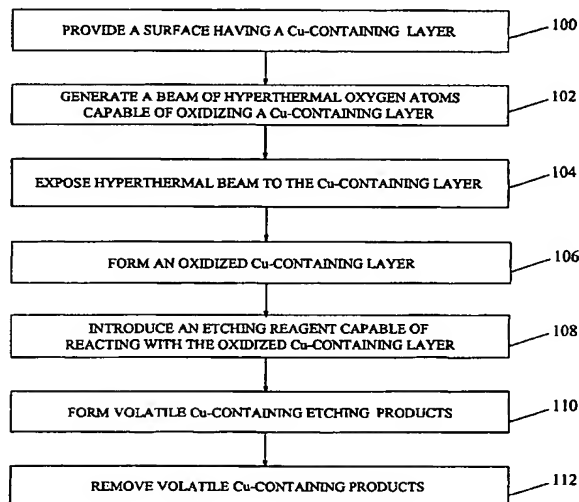 PROVIDE A SURFACE HAVING A Cu-CONTAINING LAYER
100
GENERATE A BEAM OF HYPERTHERMAL OXYGEN ATOMS
CAPABLE OF OXIDIZING A Cu-CONTAINING LAYER
102
EXPOSE HYPERTHERMAL BEAM TO THE Cu-CONTAINING LAYER
104
FORM AN OXIDIZED Cu-CONTAINING LAYER
106
INTRODUCE AN ETCHING REAGENT CAPABLE OF
REACTING WITH THE OXIDIZED Cu-CONTAINING LAYER
108
FORM VOLATILE Cu-CONTAINING ETCHING PRODUCTS
110
REMOVE VOLATILE Cu-CONTAINING PRODUCTS
112